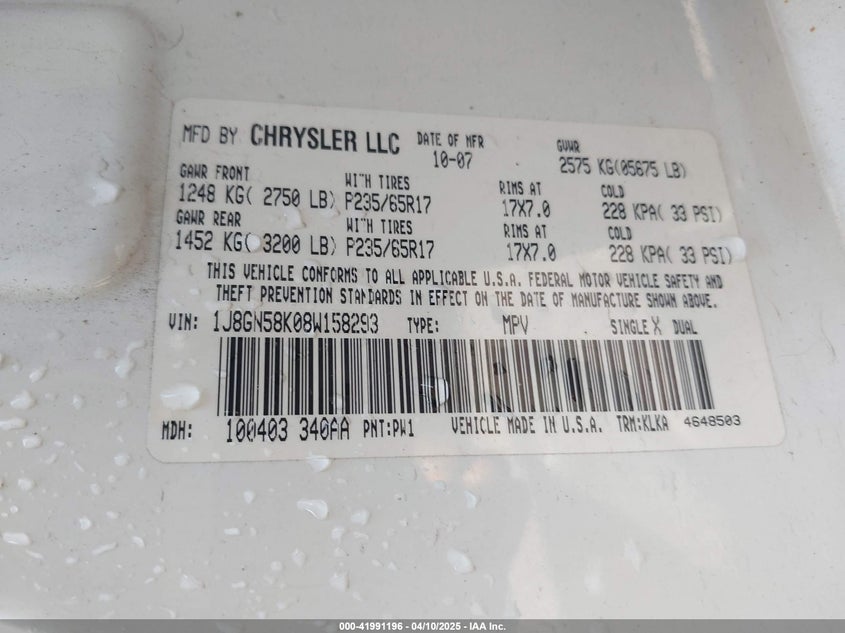 MFD BY CHRYSLER LLC DATE OF MFR 10-07 GVWR 2575 KG(05675 LB)
GAWR FRONT WITH TIRES RIMS AT COLD
1248 KG( 2750 LB) P235/65R17 17X7.0 228 KPA( 33 PSI)
GAWR REAR WITH TIRES RIMS AT COLD
1452 KG( 3200 LB) P235/65R17 17X7.0 228 KPA( 33 PSI)
THIS VEHICLE CONFORMS TO ALL APPLICABLE U.S.A. FEDERAL MOTOR VEHICLE SAFETY AND
THEFT PREVENTION STANDARDS IN EFFECT ON THE DATE OF MANUFACTURE SHOWN ABOVE.
VIN: 1J8GN58K08W158293 TYPE: MPV SINGLE X DUAL
MDH: 100403 340AA PNT:PW1 VEHICLE MADE IN U.S.A. TRM:KLKA 4648503
000-41991196 - 04/10/2025 - IAA Inc.